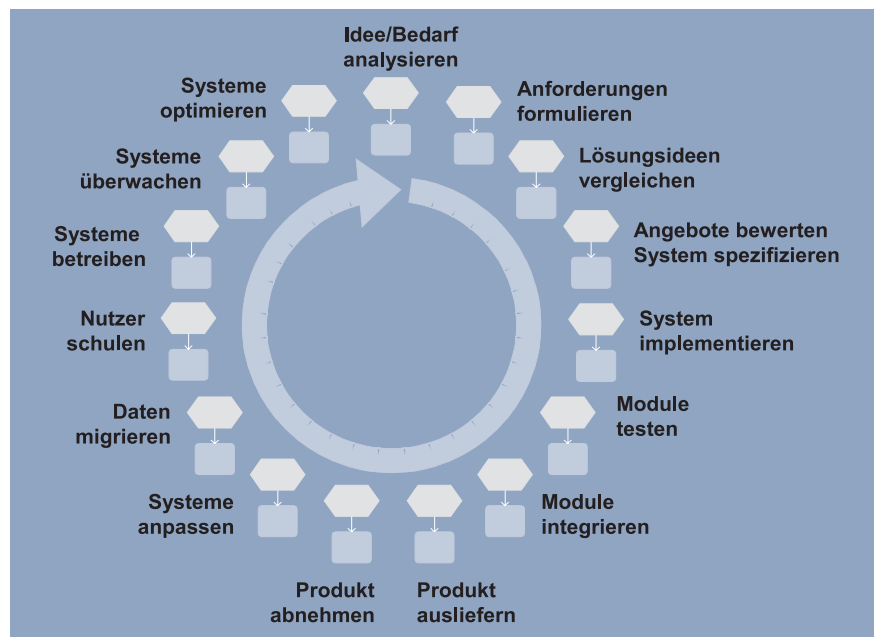 Idee/Bedarf
analysieren
Anforderungen
formulieren
Lösungsideen
vergleichen
Angebote bewerten
System spezifizieren
System
implementieren
Module
testen
Module
integrieren
Produkt
ausliefern
Produkt
abnehmen
Systeme
anpassen
Daten
migrieren
Nutzer
schulen
Systeme
betreiben
Systeme
überwachen
Systeme
optimieren